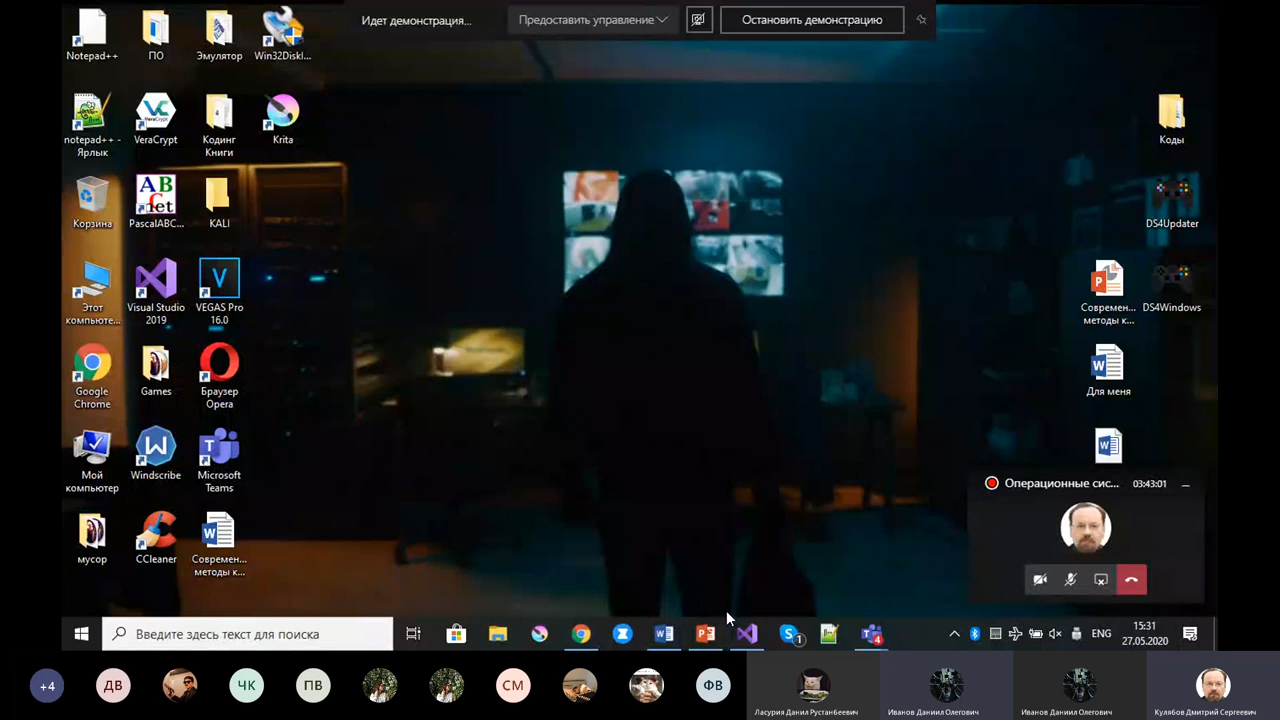 Идет демонстрация...
Предоставить управление
Остановить демонстрацию
Notepad++
ПО
Эмулятор
Win32DiskI...
notepad++ -
Ярлык
VeraCrypt
Кодинг
Книги
Krita
Коды
Корзина
PascalABC...
KALI
DS4Updater
Этот
компьюте...
Visual Studio
2019
VEGAS Pro
16.0
Современ...
методы к...
DS4Windows
Google
Chrome
Games
Браузер
Opera
Для меня
Мой
компьютер
Windscribe
Microsoft
Teams
Операционные сис...
03:43:01
мусор
CCleaner
Современ...
методы к...
Введите здесь текст для поиска
1
4
ENG
15:31
27.05.2020
+4
ДВ
ЧК
ПВ
СМ
ФВ
Ласурия Данил Рустанбеевич
Иванов Даниил Олегович
Иванов Даниил Олегович
Кулябов Дмитрий Сергеевич